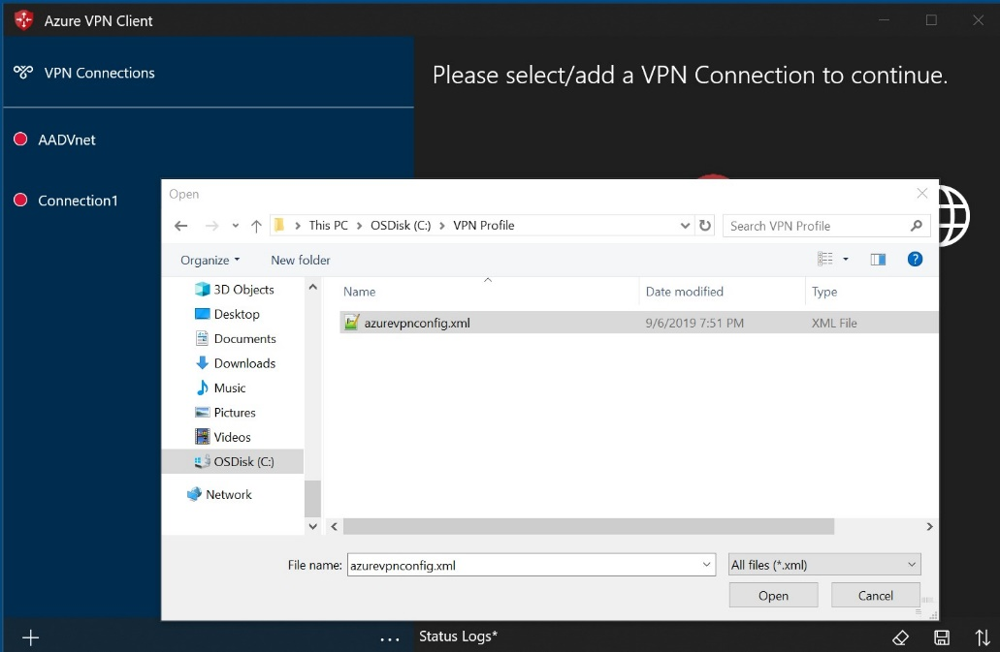 Azure VPN Client
VPN Connections
Please select/add a VPN Connection to continue.
AADVnet
Connection1
Open
This PC > OSDisk (C:) > VPN Profile
Search VPN Profile
Organize
New folder
?
Name
Date modified
Type
3D Objects
Desktop
Documents
Downloads
Music
Pictures
Videos
OSDisk (C:)
Network
azurevpnconfig.xml
9/6/2019 7:51 PM
XML File
File name:
azurevpnconfig.xml
All files (*.xml)
Open
Cancel
Status Logs*